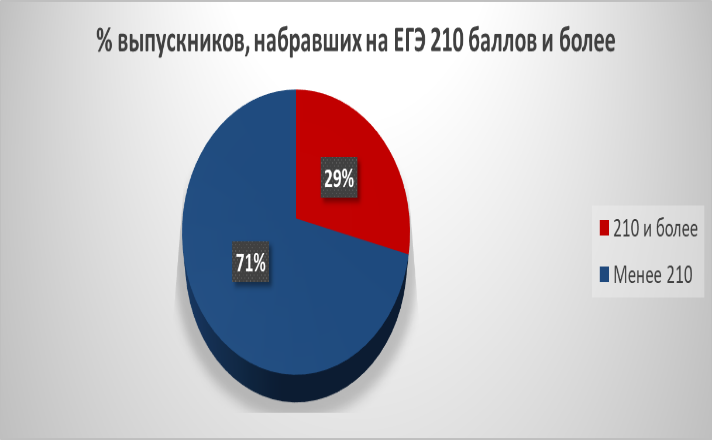 % выпускников, набравших на ЕГЭ 210 баллов и более
29%
71%
210 и более
Менее 210